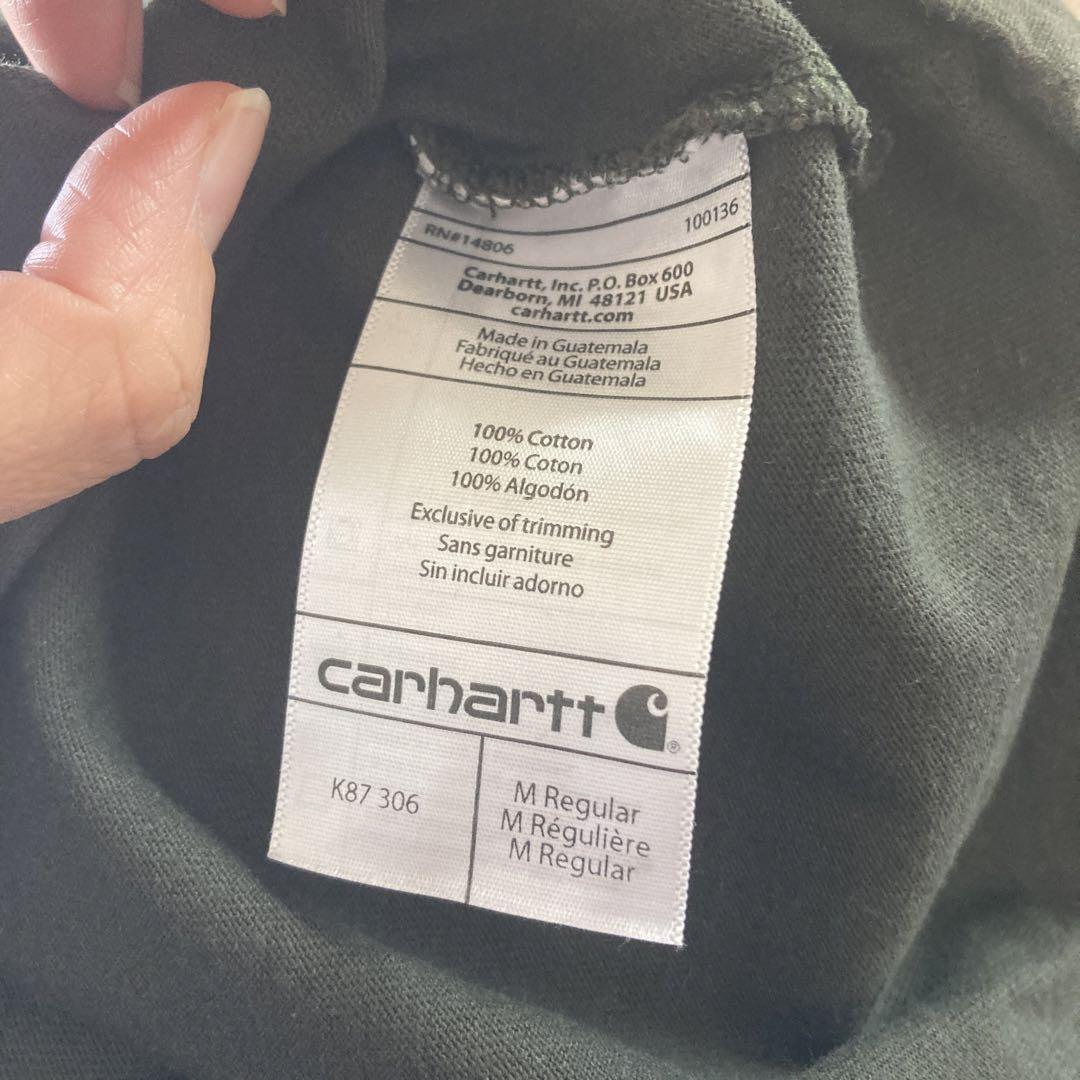 RN#14806 100136
Carhartt, Inc. P.O. Box 600
Dearborn, MI 48121 USA
carhartt.com
Made in Guatemala
Fabriqué au Guatemala
Hecho en Guatemala
100% Cotton
100% Coton
100% Algodón
Exclusive of trimming
Sans garniture
Sin incluir adorno
carhartt ®
K87 306
M Regular
M Régulière
M Regular